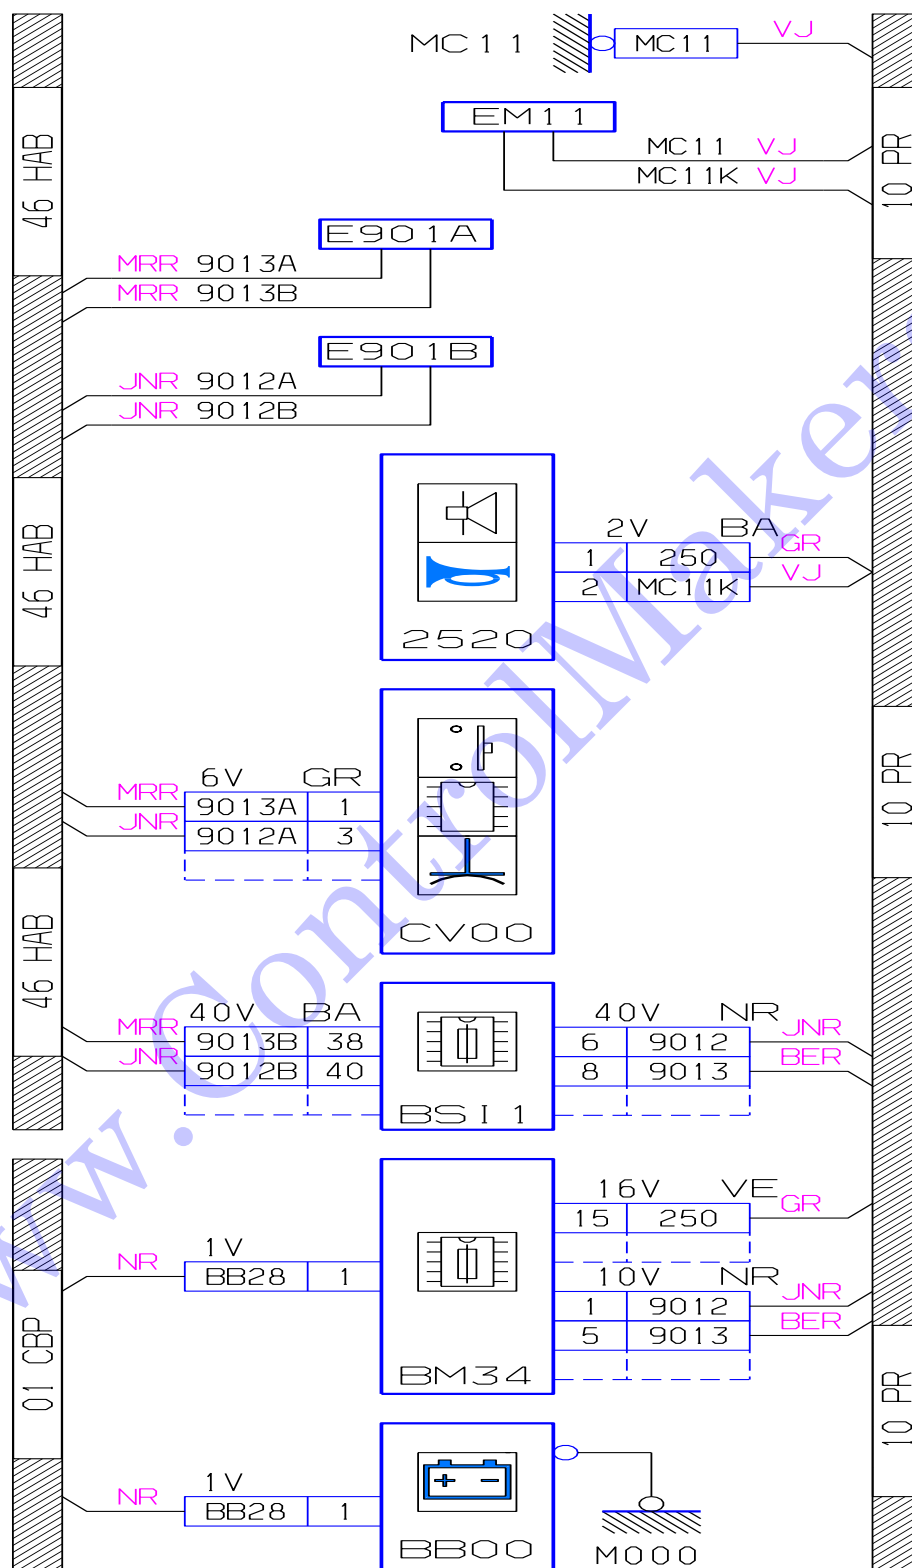 MC11 MC11 VJ
EM11
MC11 VJ
MC11K VJ
46 HAB
10 PR
E901A
MRR 9013A
MRR 9013B
E901B
JNR 9012A
JNR 9012B
46 HAB
2V BA
1 250 GR
2 MC11K VJ
2520
10 PR
6V GR
MRR 9013A 1
JNR 9012A 3
CV00
46 HAB
40V BA
MRR 9013B 38
JNR 9012B 40
40V NR
6 9012 JNR
8 9013 BER
BSI1
16V VE
15 250 GR
1V
NR BB28 1
10V NR
1 9012 JNR
5 9013 BER
BM34
01 CBP
10 PR
1V
NR BB28 1
+ -
BB00
M000
www.ControlMaker